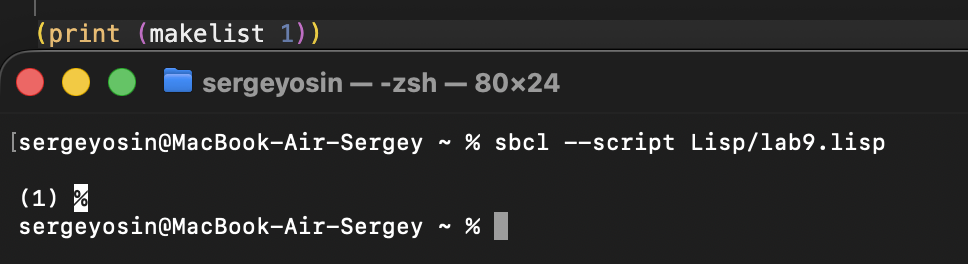 (print (makelist 1))
sergeyosin — -zsh — 80×24
[sergeyosin@MacBook-Air-Sergey ~ % sbcl --script Lisp/lab9.lisp
(1) %
sergeyosin@MacBook-Air-Sergey ~ %